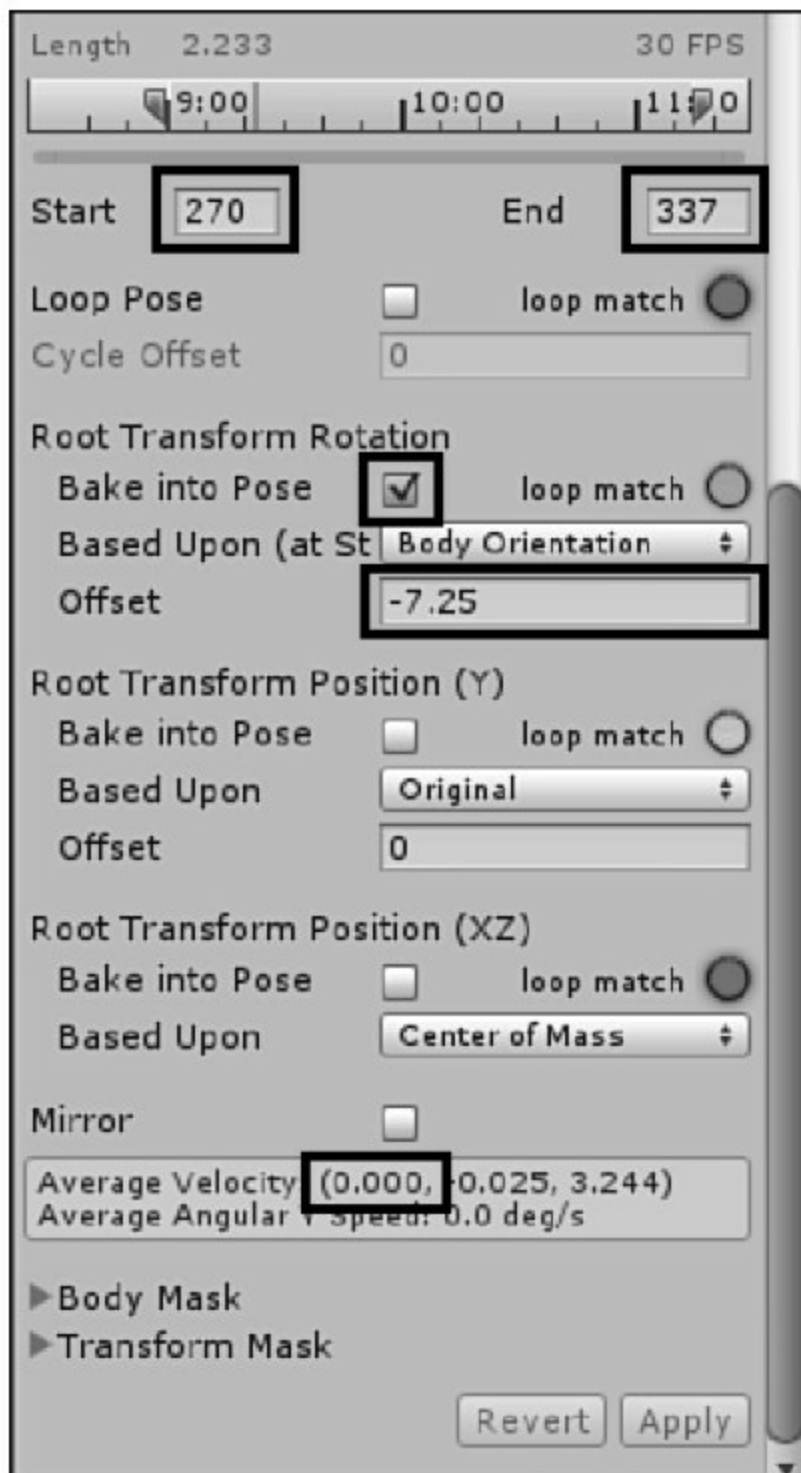 Length 2.233 30 FPS
9:00 10:00 11: 0
Start 270 End 337
Loop Pose loop match
Cycle Offset 0
Root Transform Rotation
Bake into Pose loop match
Based Upon (at St Body Orientation
Offset -7.25
Root Transform Position (Y)
Bake into Pose loop match
Based Upon Original
Offset 0
Root Transform Position (XZ)
Bake into Pose loop match
Based Upon Center of Mass
Mirror
Average Velocity (0.000, -0.025, 3.244)
Average Angular Y Speed: 0.0 deg/s
Body Mask
Transform Mask
Revert Apply